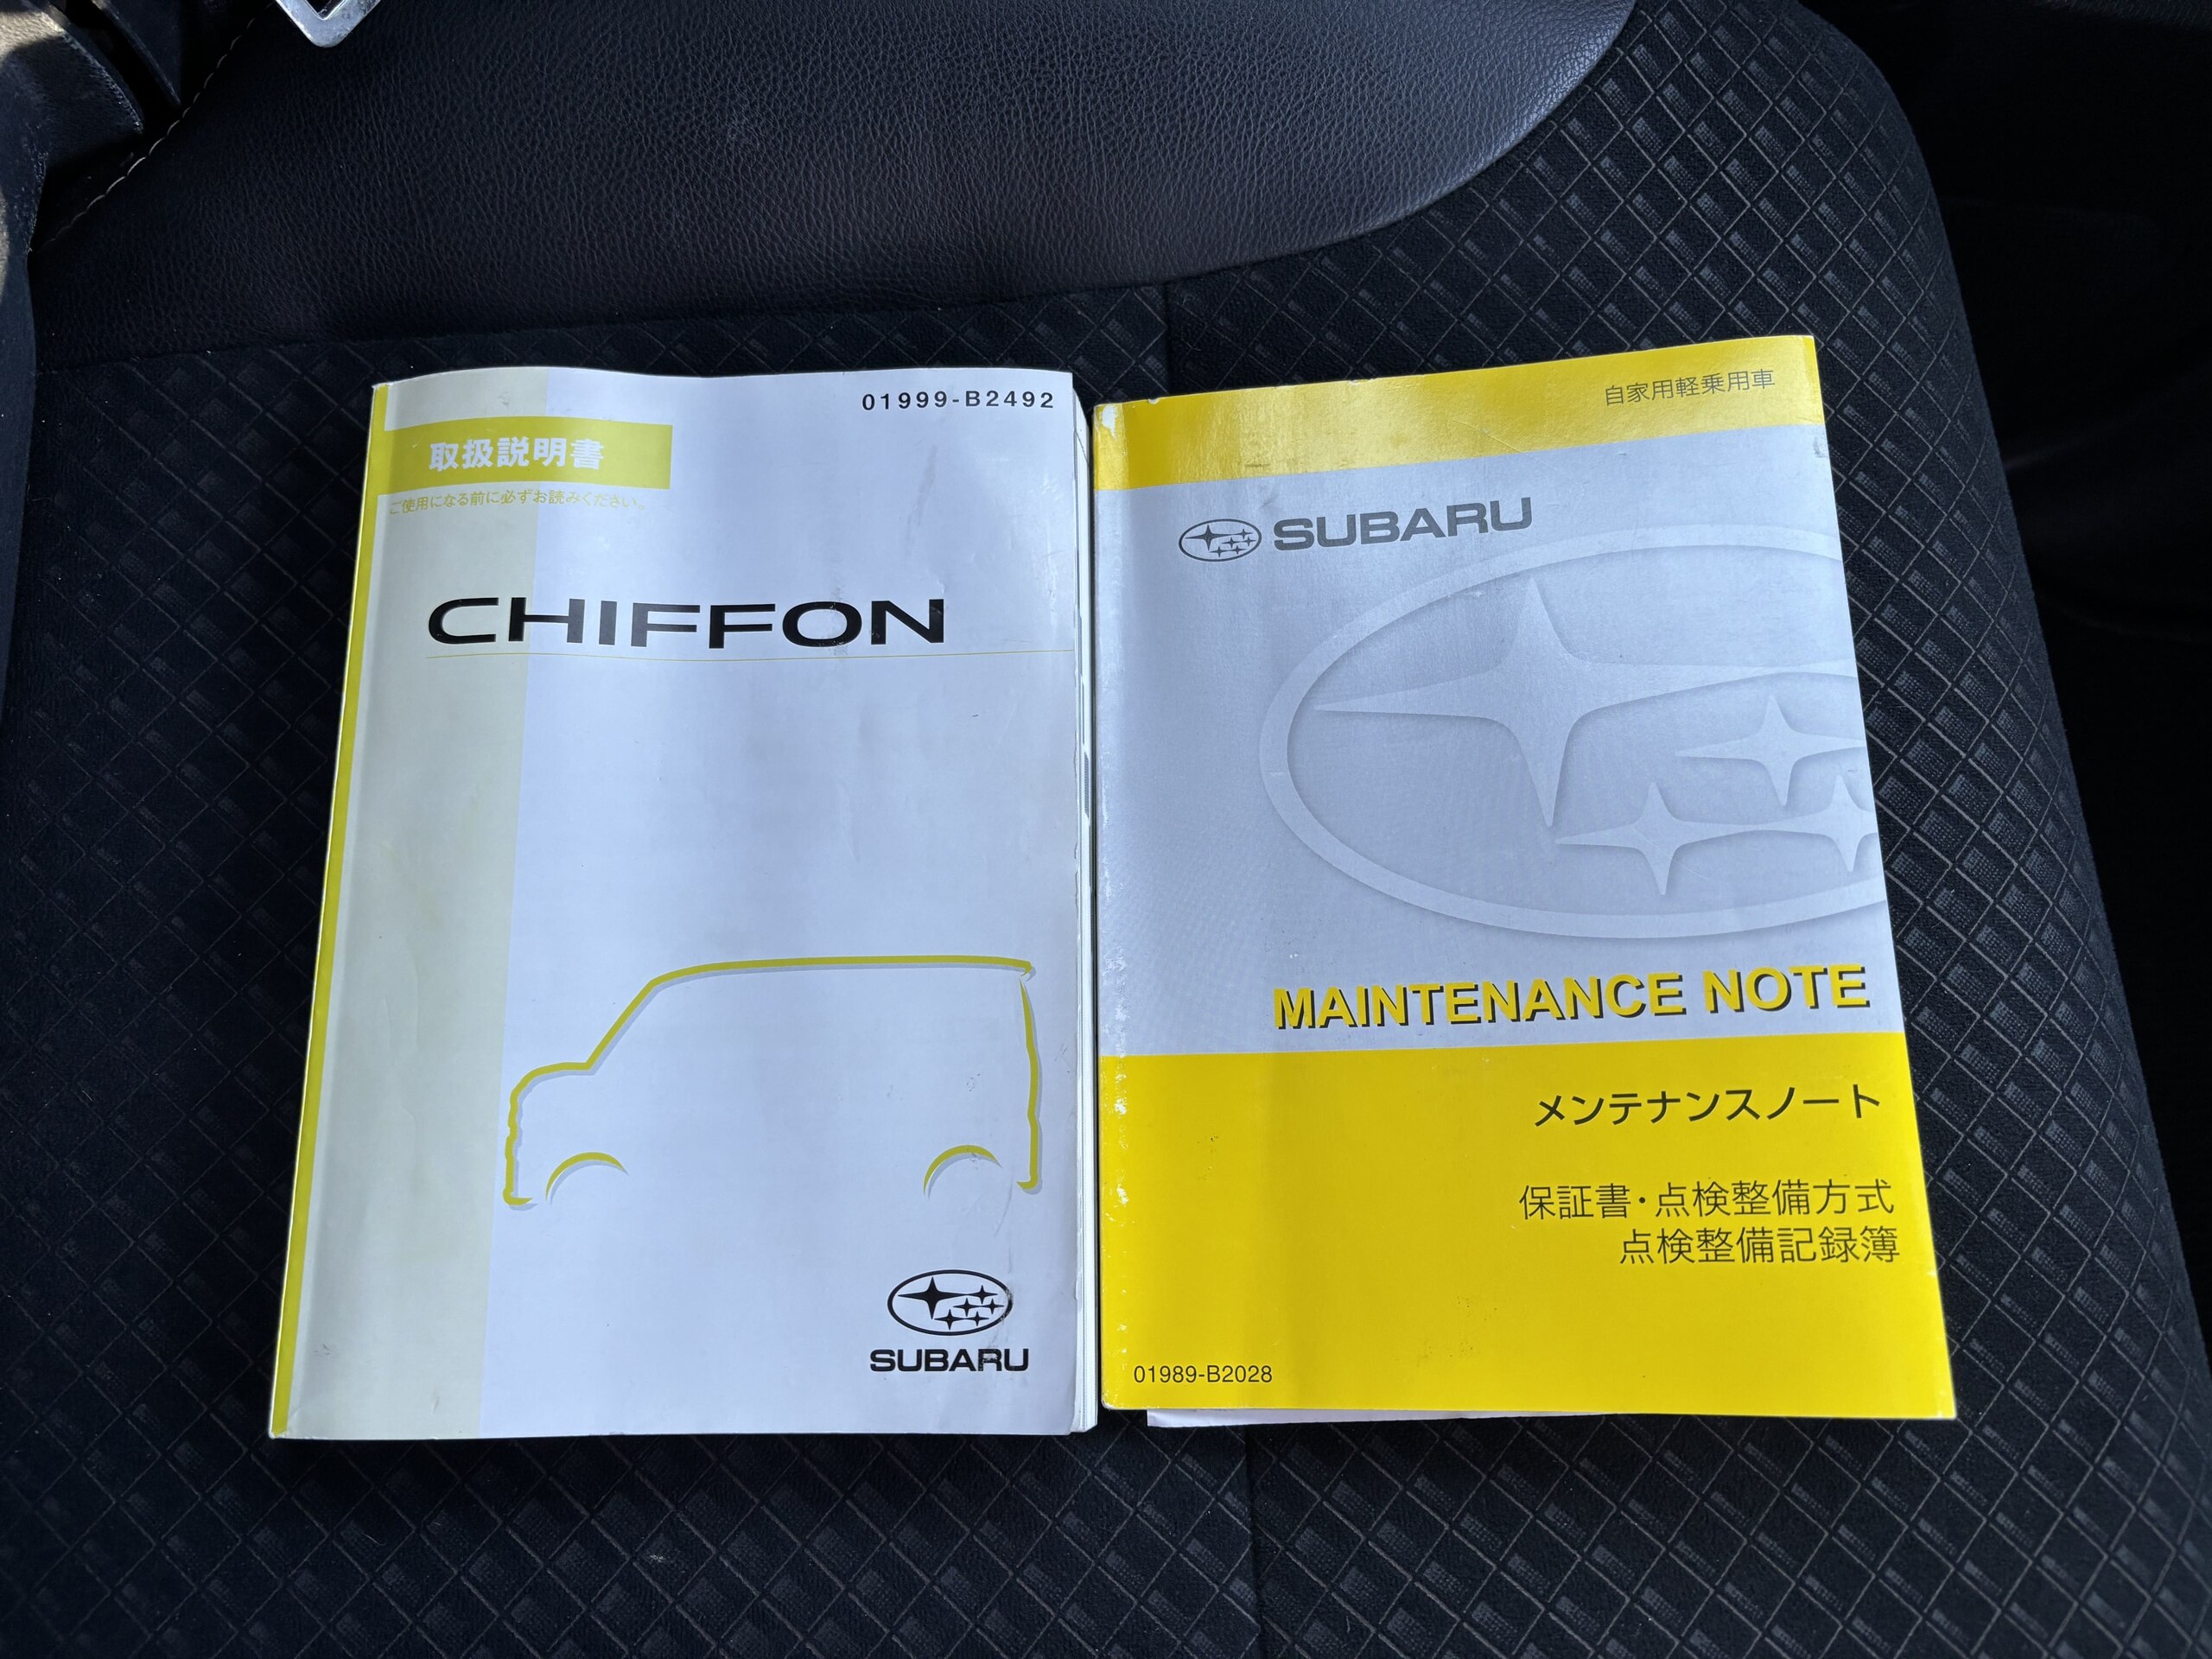 01999-B2492
取扱説明書
ご使用になる前に必ずお読みください。
CHIFFON
SUBARU
自家用軽乗用車
SUBARU
MAINTENANCE NOTE
メンテナンスノート
保証書・点検整備方式
点検整備記録簿
01989-B2028